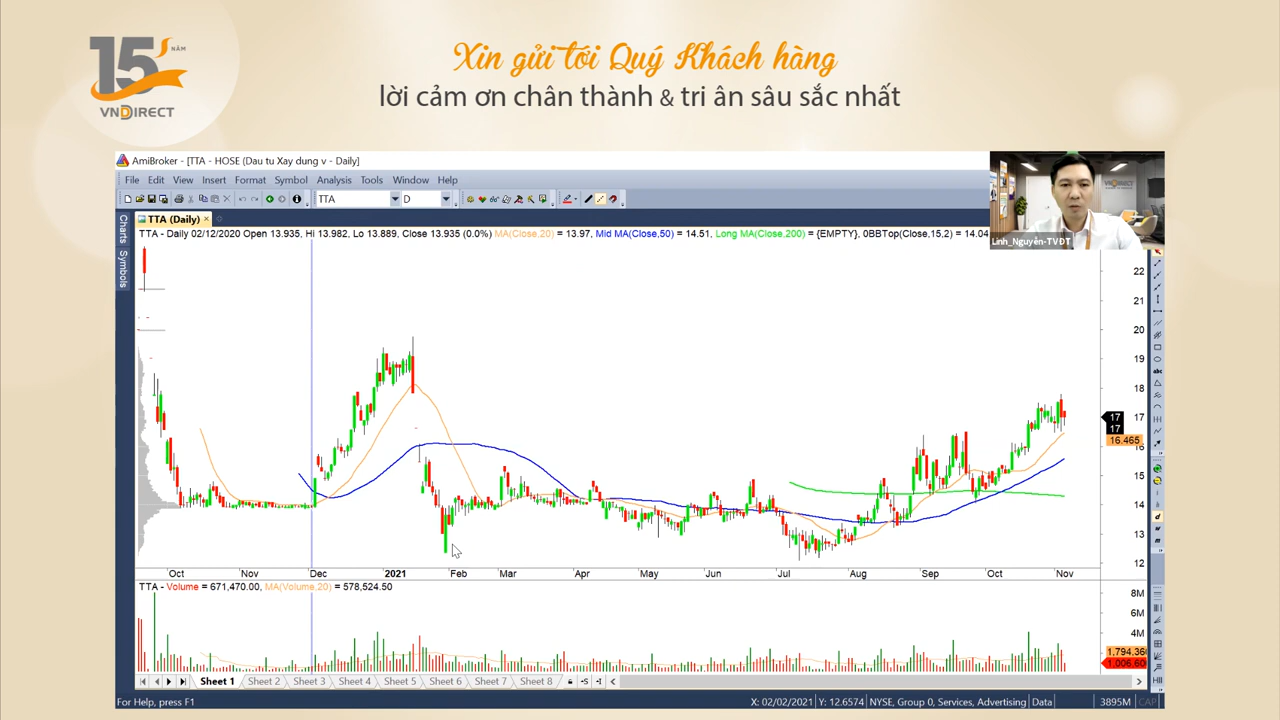 Xin gửi tới Quý Khách hàng
lời cảm ơn chân thành & tri ân sâu sắc nhất
15 NĂM
VNDIRECT
AmiBroker - [TTA - HOSE (Dau tu Xay dung v - Daily]
File Edit View Insert Format Symbol Analysis Tools Window Help
TTA D
TTA (Daily)
Charts
Symbols
TTA - Daily 02/12/2020 Open 13.935, Hi 13.982, Lo 13.889, Close 13.935 (0.0%) MA(Close,20) = 13.97, Mid MA(Close,50) = 14.51, Long MA(Close,200) = {EMPTY}, 0BBTop(Close,15,2) = 14.04
VNDIRECT
Linh_Nguyễn-TVĐT
22
21
20
19
18
17
17
17
16.465
16
15
14
13
12
abc
Oct Nov Dec 2021 Feb Mar Apr May Jun Jul Aug Sep Oct Nov
TTA - Volume = 671,470.00, MA(Volume,20) = 578,524.50
8M
6M
4M
1,794,360
1,006,600
Sheet 1 Sheet 2 Sheet 3 Sheet 4 Sheet 5 Sheet 6 Sheet 7 Sheet 8
For Help, press F1
X: 02/02/2021 Y: 12.6574 NYSE, Group 0, Services, Advertising Data 3895M CAP